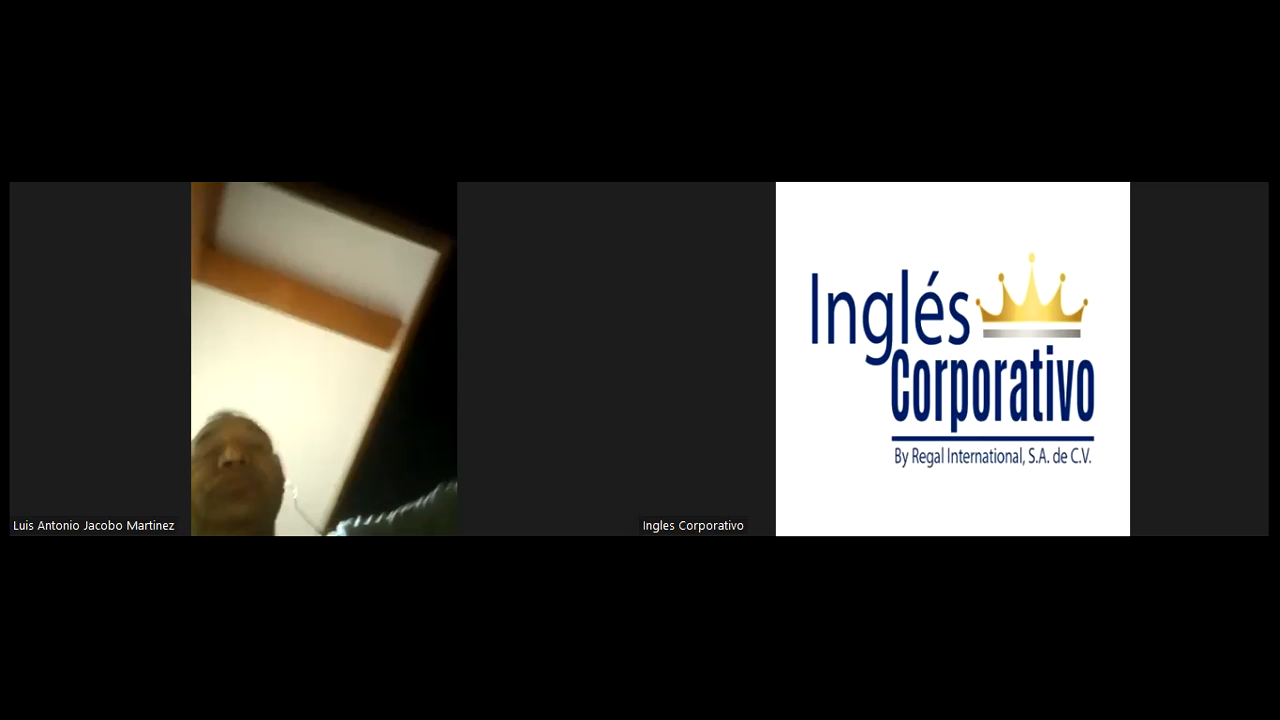 Inglés
Corporativo
By Regal International, S.A. de C.V.
Luis Antonio Jacobo Martinez
Ingles Corporativo